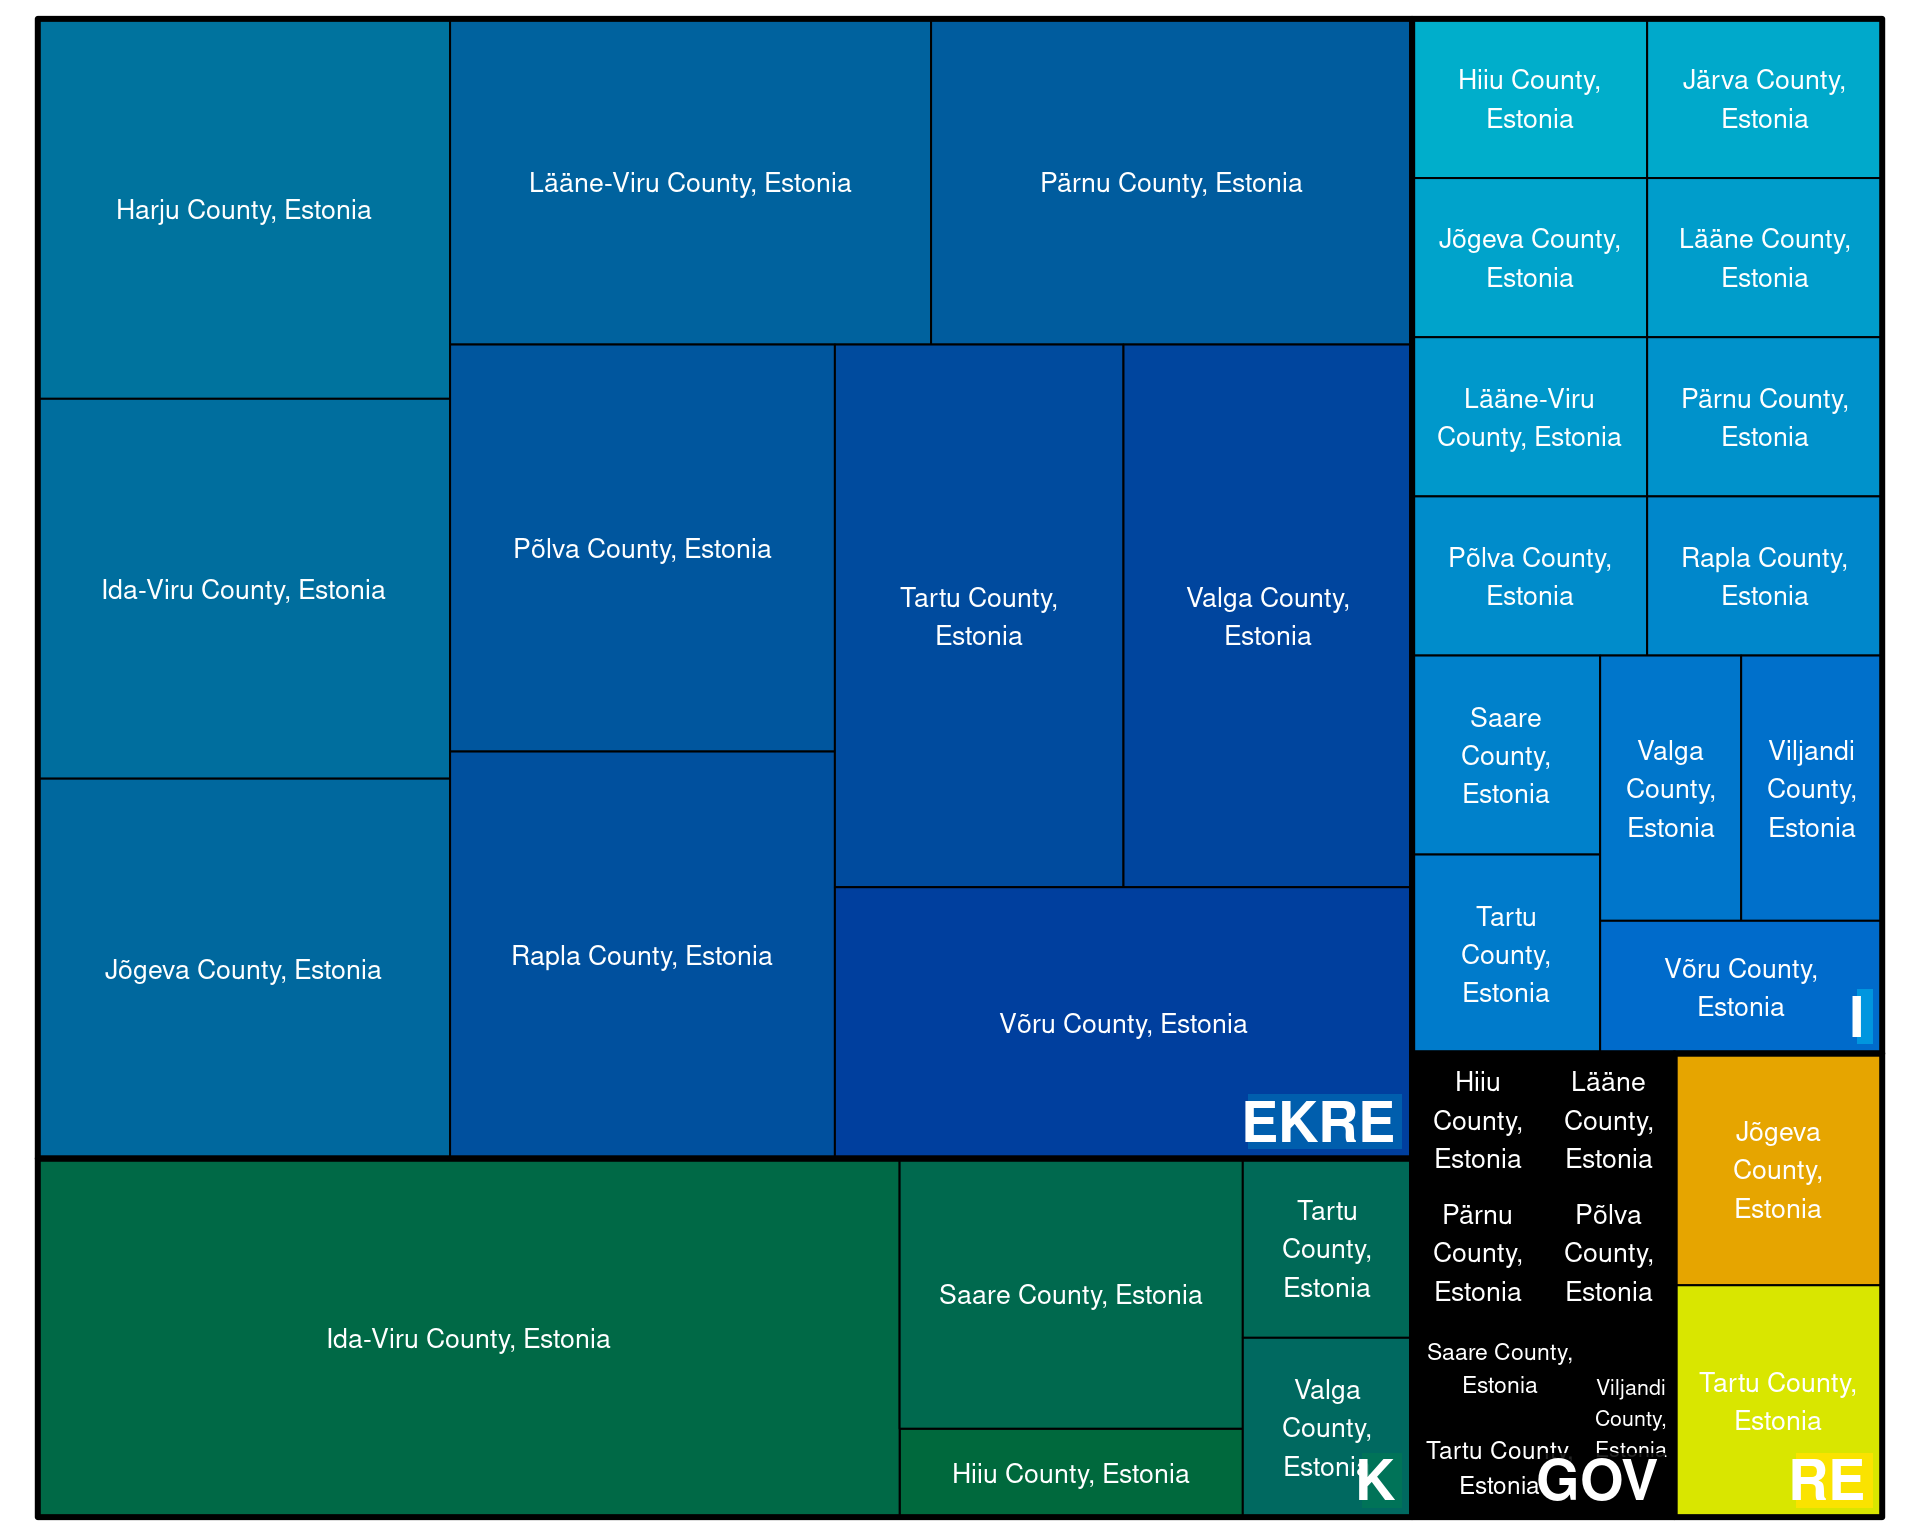 Harju County, Estonia
Ida-Viru County, Estonia
Jõgeva County, Estonia
Lääne-Viru County, Estonia
Pärnu County, Estonia
Põlva County, Estonia
Rapla County, Estonia
Tartu County,
Estonia
Valga County,
Estonia
Võru County, Estonia
EKRE
Hiiu County,
Estonia
Järva County,
Estonia
Jõgeva County,
Estonia
Lääne County,
Estonia
Lääne-Viru
County, Estonia
Pärnu County,
Estonia
Põlva County,
Estonia
Rapla County,
Estonia
Saare
County,
Estonia
Tartu
County,
Estonia
Valga
County,
Estonia
Viljandi
County,
Estonia
Võru County,
Estonia
I
Ida-Viru County, Estonia
Saare County, Estonia
Hiiu County, Estonia
Tartu
County,
Estonia
Valga
County,
Estonia
K
Hiiu
County,
Estonia
Lääne
County,
Estonia
Pärnu
County,
Estonia
Põlva
County,
Estonia
Saare County,
Estonia
Tartu County,
Estonia
Viljandi
County,
Estonia
GOV
Jõgeva
County,
Estonia
Tartu County,
Estonia
RE